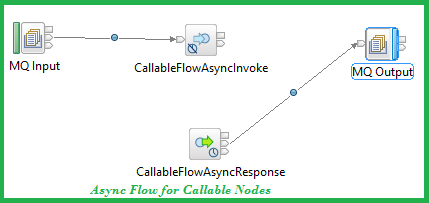 MQ Input
CallableFlowAsyncInvoke
MQ Output
CallableFlowAsyncResponse
Async Flow for Callable Nodes